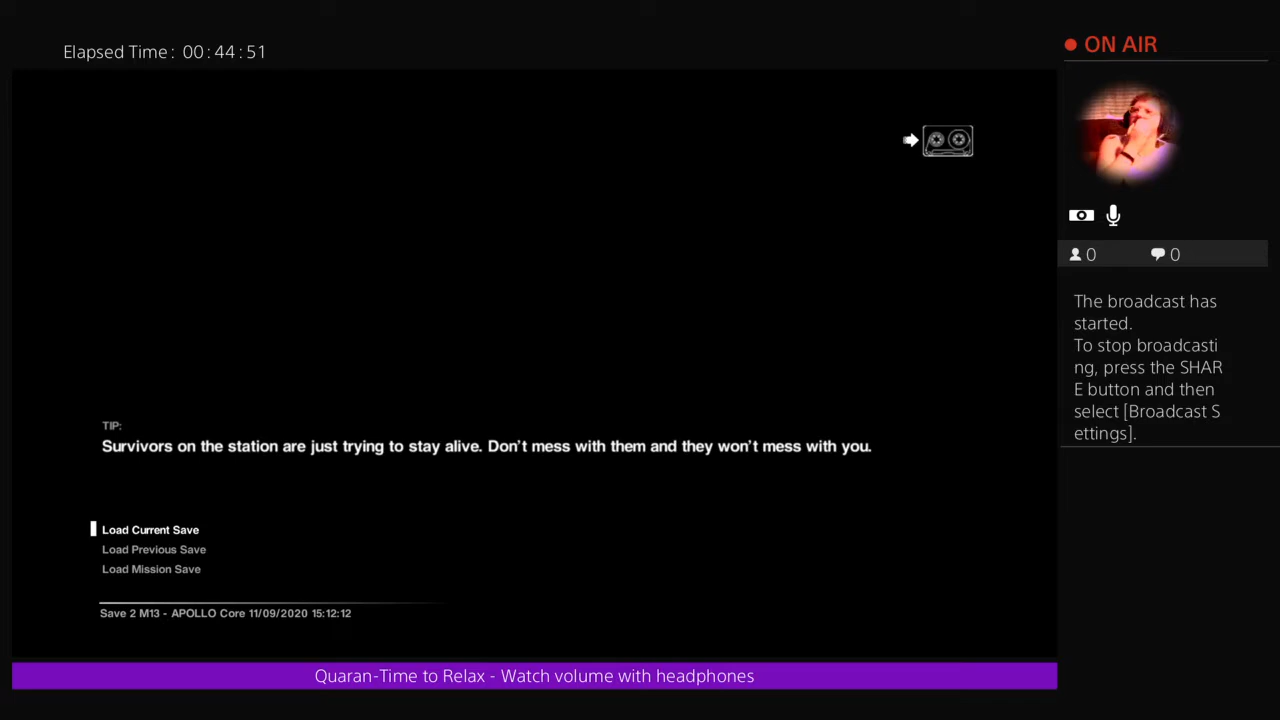 Elapsed Time: 00:44:51
ON AIR
0
0
The broadcast has
started.
To stop broadcasti
ng, press the SHAR
E button and then
select [Broadcast S
ettings].
TIP:
Survivors on the station are just trying to stay alive. Don't mess with them and they won't mess with you.
Load Current Save
Load Previous Save
Load Mission Save
Save 2 M13 - APOLLO Core 11/09/2020 15:12:12
Quaran-Time to Relax - Watch volume with headphones